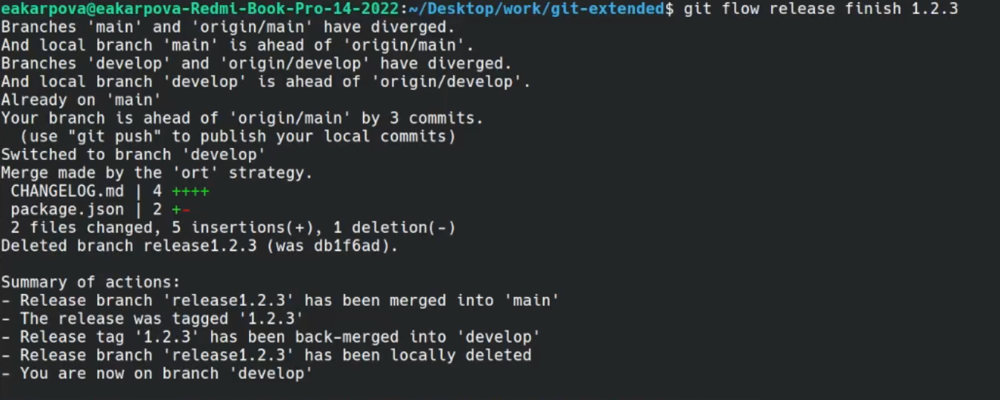 eakarpova@eakarpova-Redmi-Book-Pro-14-2022:~/Desktop/work/git-extended$ git flow release finish 1.2.3
Branches 'main' and 'origin/main' have diverged.
And local branch 'main' is ahead of 'origin/main'.
Branches 'develop' and 'origin/develop' have diverged.
And local branch 'develop' is ahead of 'origin/develop'.
Already on 'main'
Your branch is ahead of 'origin/main' by 3 commits.
  (use "git push" to publish your local commits)
Switched to branch 'develop'
Merge made by the 'ort' strategy.
 CHANGELOG.md | 4 ++++
 package.json | 2 +-
 2 files changed, 5 insertions(+), 1 deletion(-)
Deleted branch release1.2.3 (was db1f6ad).

Summary of actions:
- Release branch 'release1.2.3' has been merged into 'main'
- The release was tagged '1.2.3'
- Release tag '1.2.3' has been back-merged into 'develop'
- Release branch 'release1.2.3' has been locally deleted
- You are now on branch 'develop'